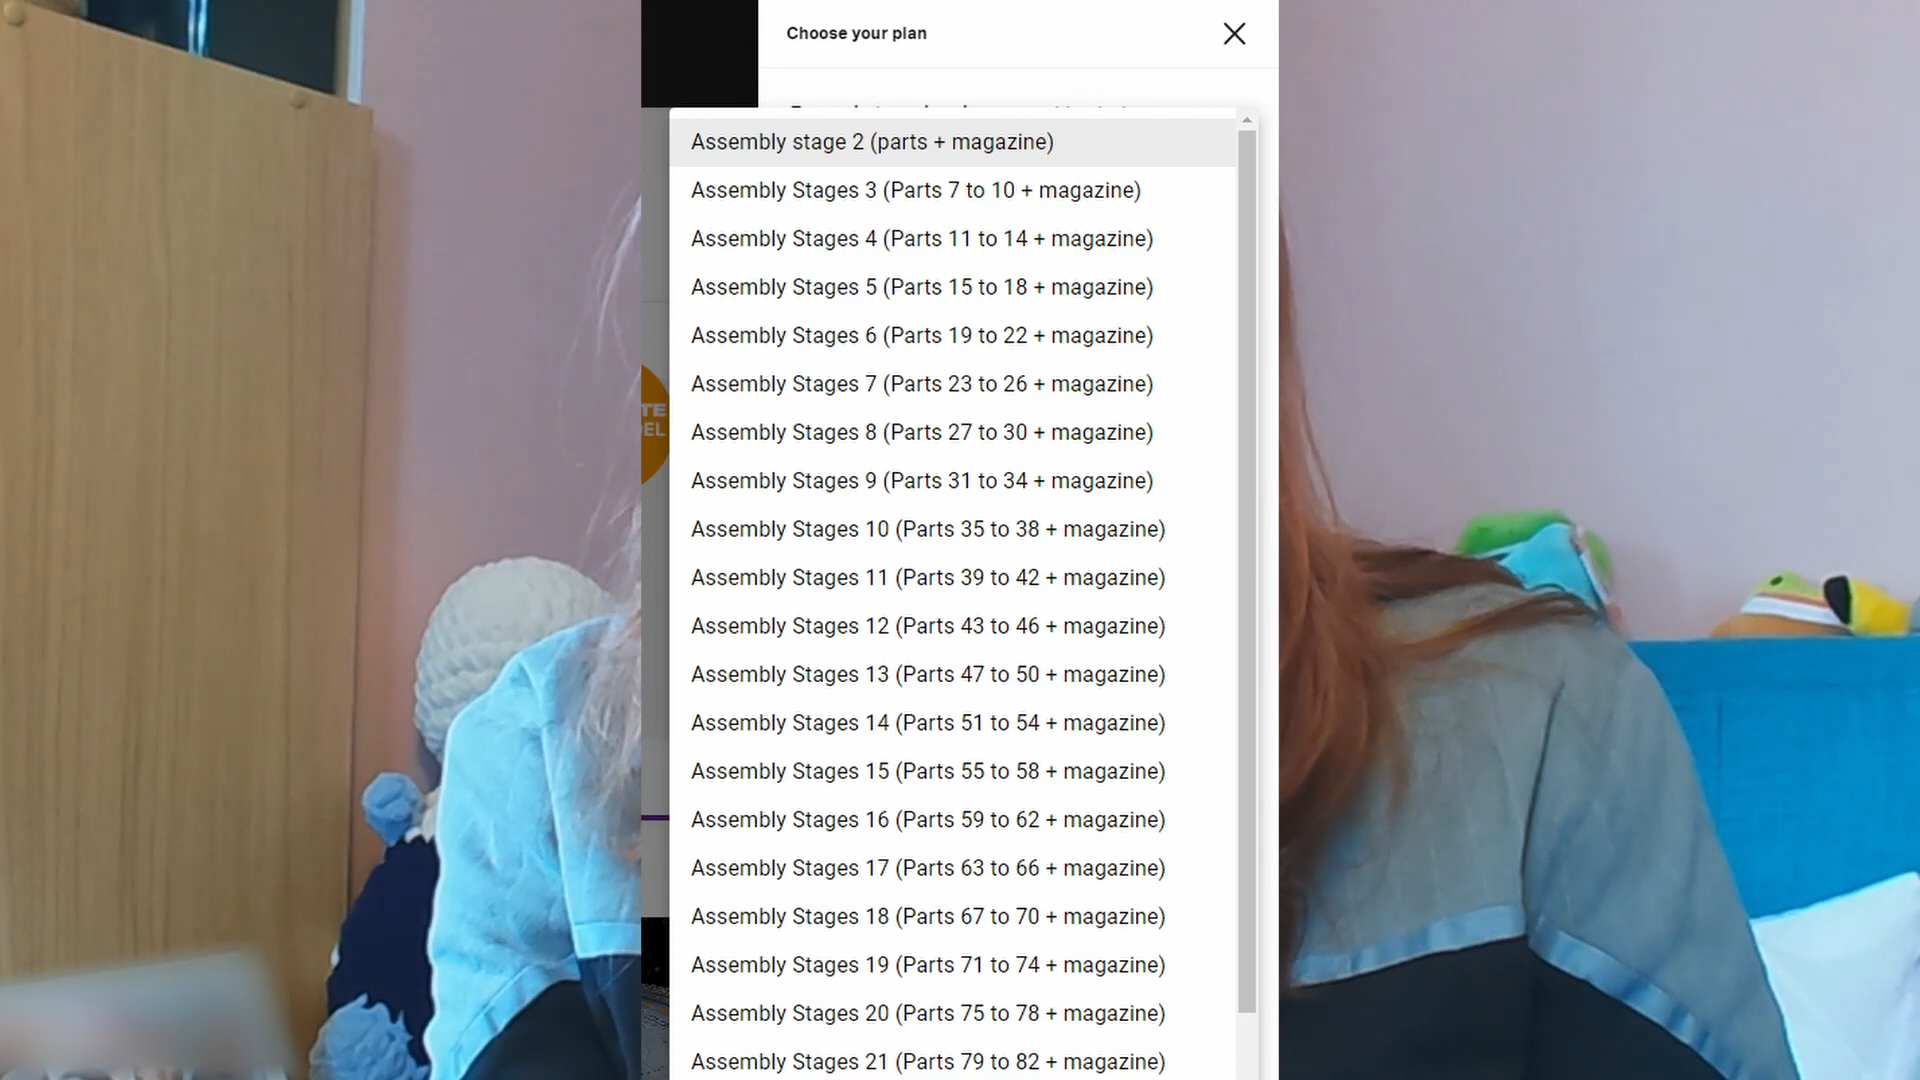 Choose your plan
Assembly stage 2 (parts + magazine)
Assembly Stages 3 (Parts 7 to 10 + magazine)
Assembly Stages 4 (Parts 11 to 14 + magazine)
Assembly Stages 5 (Parts 15 to 18 + magazine)
Assembly Stages 6 (Parts 19 to 22 + magazine)
Assembly Stages 7 (Parts 23 to 26 + magazine)
Assembly Stages 8 (Parts 27 to 30 + magazine)
Assembly Stages 9 (Parts 31 to 34 + magazine)
Assembly Stages 10 (Parts 35 to 38 + magazine)
Assembly Stages 11 (Parts 39 to 42 + magazine)
Assembly Stages 12 (Parts 43 to 46 + magazine)
Assembly Stages 13 (Parts 47 to 50 + magazine)
Assembly Stages 14 (Parts 51 to 54 + magazine)
Assembly Stages 15 (Parts 55 to 58 + magazine)
Assembly Stages 16 (Parts 59 to 62 + magazine)
Assembly Stages 17 (Parts 63 to 66 + magazine)
Assembly Stages 18 (Parts 67 to 70 + magazine)
Assembly Stages 19 (Parts 71 to 74 + magazine)
Assembly Stages 20 (Parts 75 to 78 + magazine)
Assembly Stages 21 (Parts 79 to 82 + magazine)